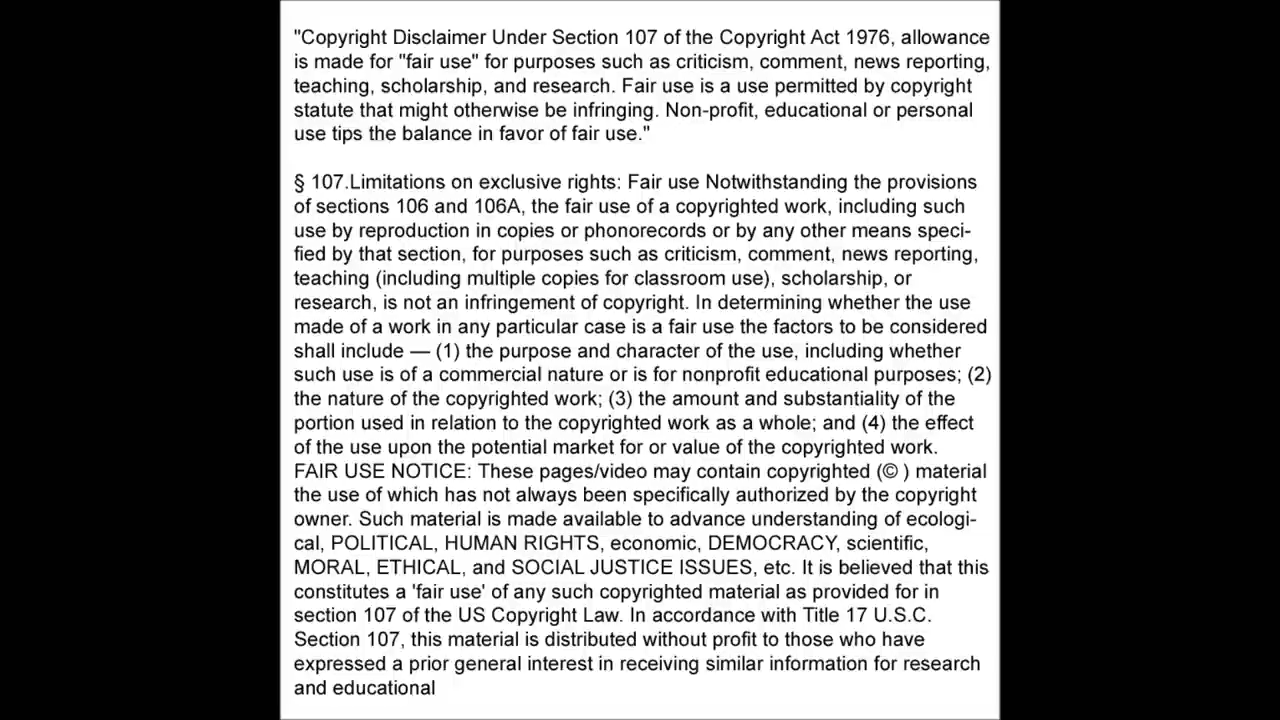 "Copyright Disclaimer Under Section 107 of the Copyright Act 1976, allowance
is made for "fair use" for purposes such as criticism, comment, news reporting,
teaching, scholarship, and research. Fair use is a use permitted by copyright
statute that might otherwise be infringing. Non-profit, educational or personal
use tips the balance in favor of fair use."
§ 107.Limitations on exclusive rights: Fair use Notwithstanding the provisions
of sections 106 and 106A, the fair use of a copyrighted work, including such
use by reproduction in copies or phonorecords or by any other means speci-
fied by that section, for purposes such as criticism, comment, news reporting,
teaching (including multiple copies for classroom use), scholarship, or
research, is not an infringement of copyright. In determining whether the use
made of a work in any particular case is a fair use the factors to be considered
shall include — (1) the purpose and character of the use, including whether
such use is of a commercial nature or is for nonprofit educational purposes; (2)
the nature of the copyrighted work; (3) the amount and substantiality of the
portion used in relation to the copyrighted work as a whole; and (4) the effect
of the use upon the potential market for or value of the copyrighted work.
FAIR USE NOTICE: These pages/video may contain copyrighted (© ) material
the use of which has not always been specifically authorized by the copyright
owner. Such material is made available to advance understanding of ecologi-
cal, POLITICAL, HUMAN RIGHTS, economic, DEMOCRACY, scientific,
MORAL, ETHICAL, and SOCIAL JUSTICE ISSUES, etc. It is believed that this
constitutes a 'fair use' of any such copyrighted material as provided for in
section 107 of the US Copyright Law. In accordance with Title 17 U.S.C.
Section 107, this material is distributed without profit to those who have
expressed a prior general interest in receiving similar information for research
and educational